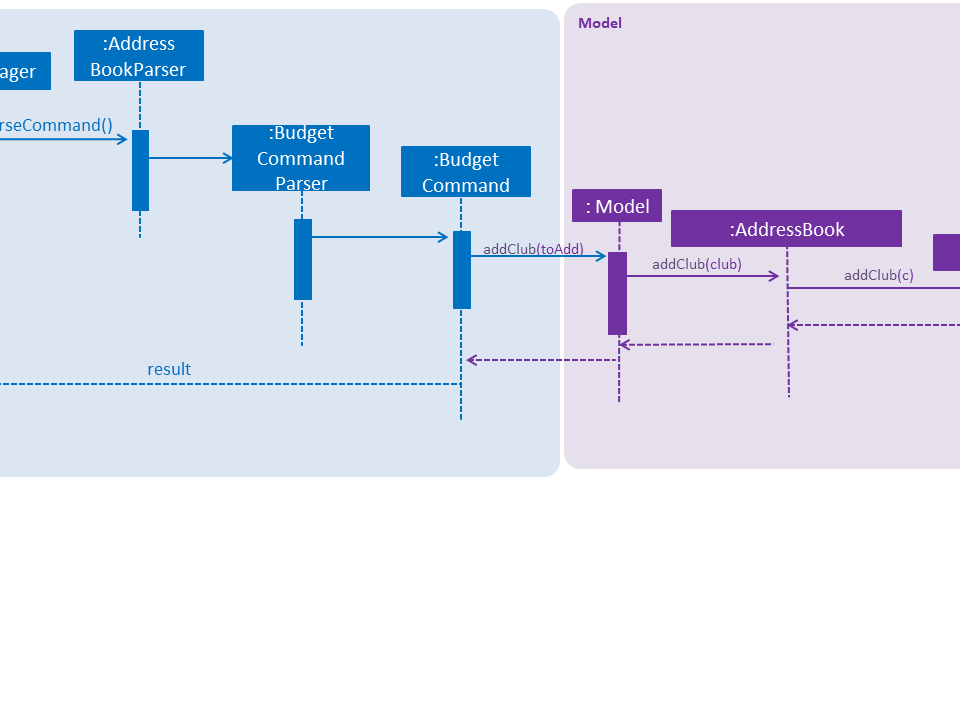 Model
:Address
BookParser
ager
rseCommand()
:Budget
Command
Parser
:Budget
Command
: Model
:AddressBook
addClub(toAdd)
addClub(club)
addClub(c)
result